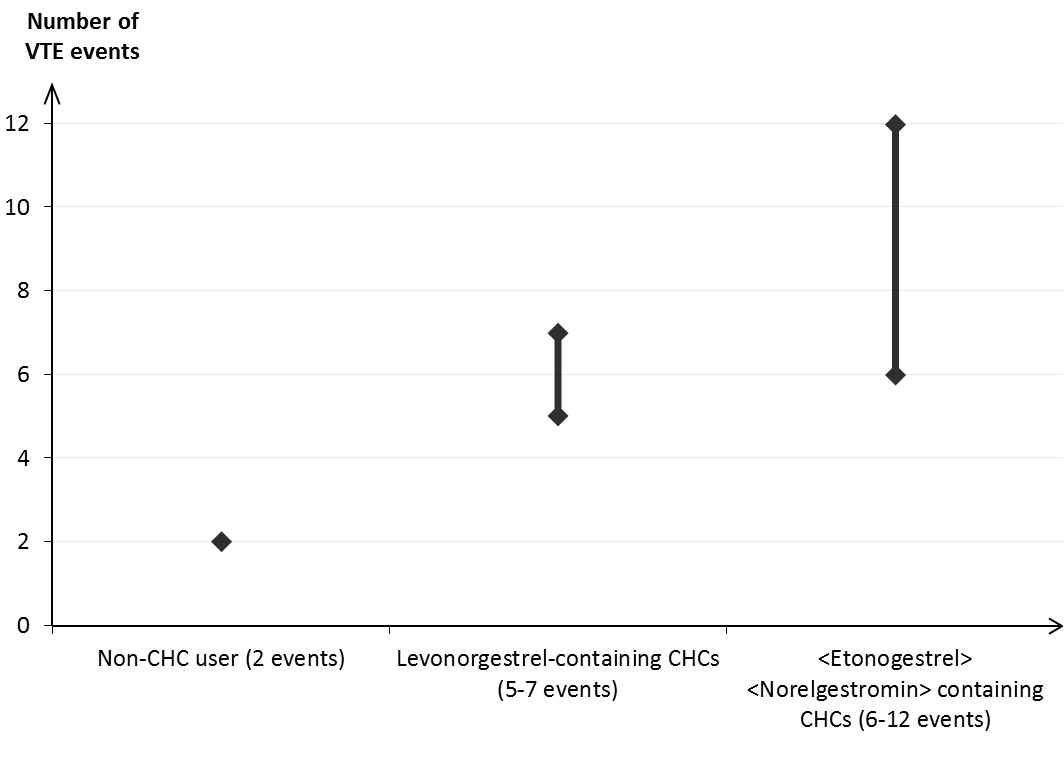 Number of
VTE events
12
10
8
6
4
2
0
Non-CHC user (2 events)
Levonorgestrel-containing CHCs
(5-7 events)
<Etonogestrel>
<Norelgestromin> containing
CHCs (6-12 events)